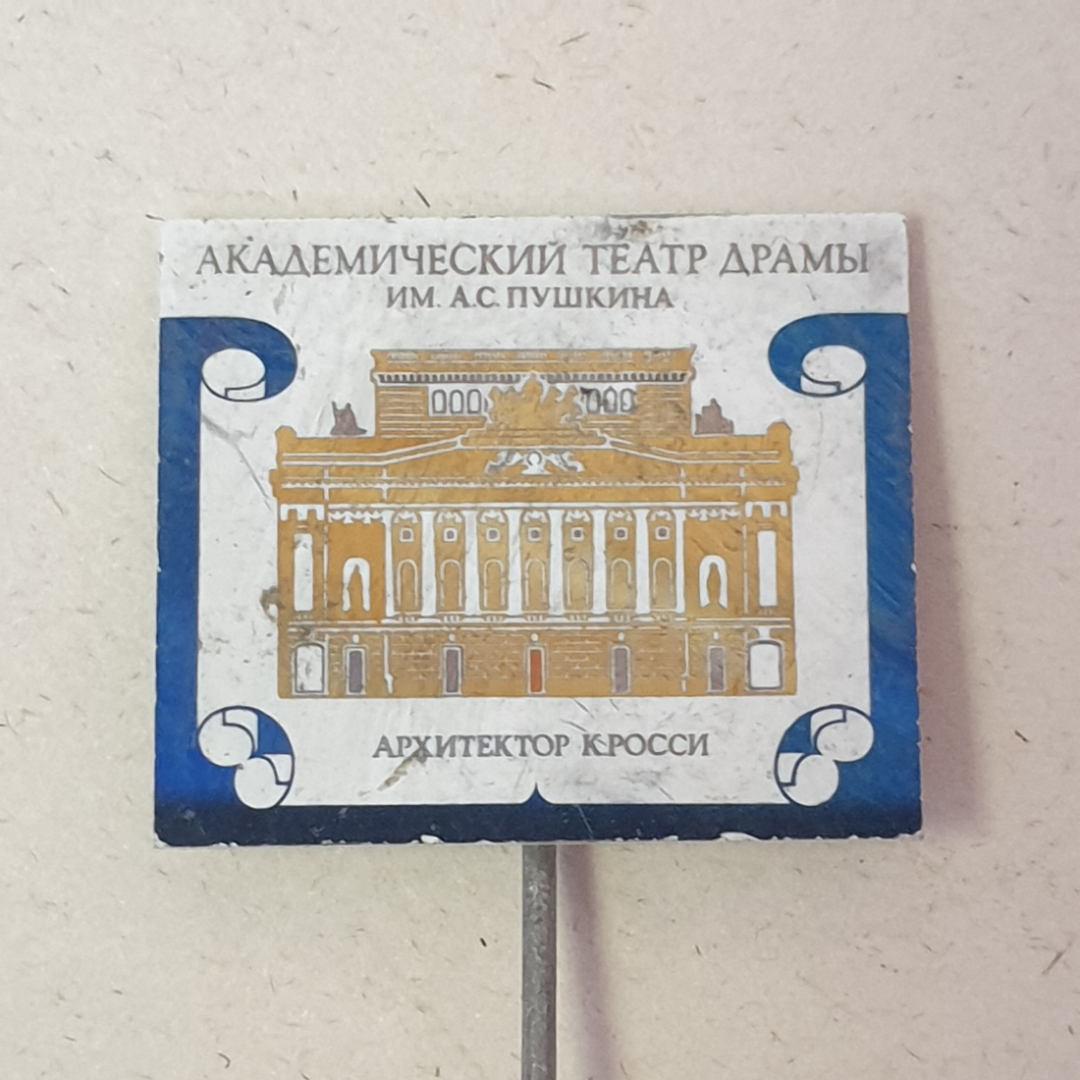 АКАДЕМИЧЕСКИЙ ТЕАТР ДРАМЫ
ИМ. А.С. ПУШКИНА
АРХИТЕКТОР К.РОССИ